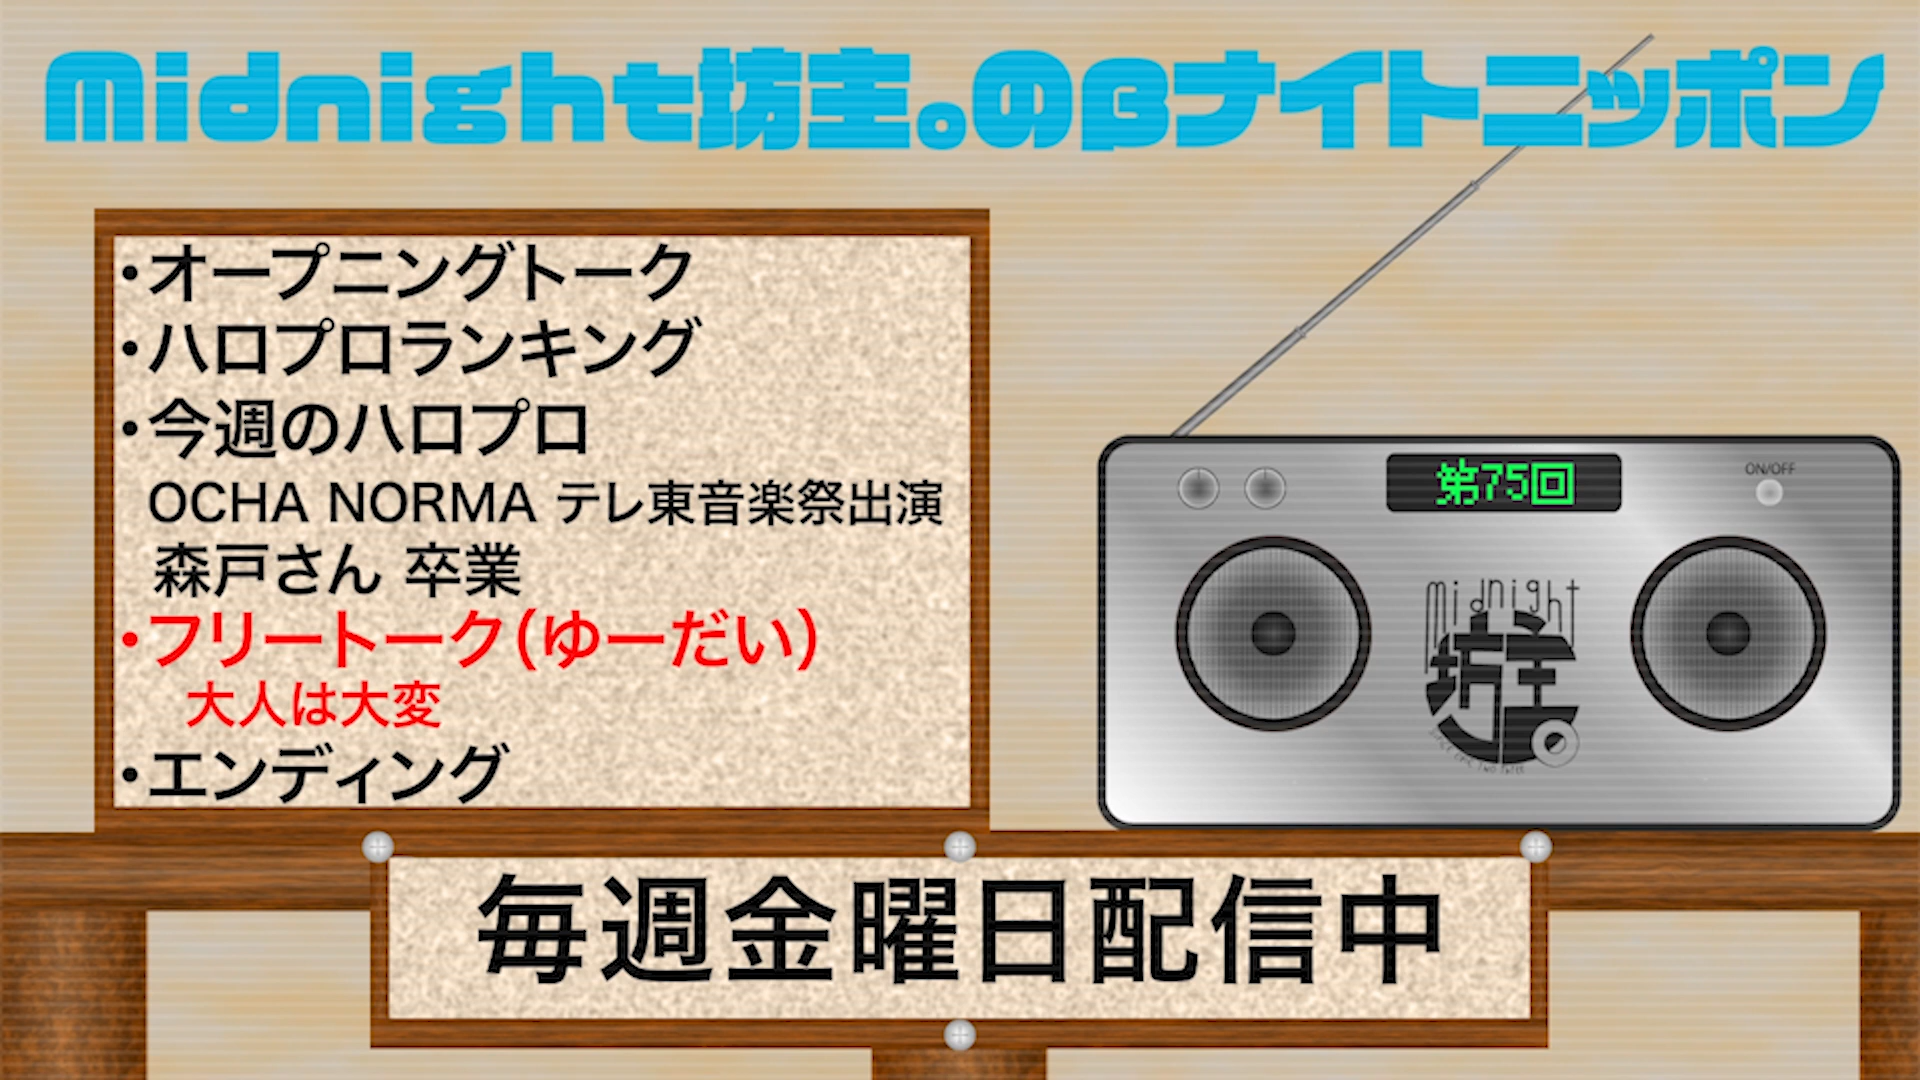 Midnight坊主。のβナイトニッポン
・オープニングトーク
・ハロプロランキング
・今週のハロプロ
OCHA NORMA テレ東音楽祭出演
森戸さん 卒業
・フリートーク(ゆーだい)
大人は大変
・エンディング
第75回
ON/OFF
midnight
坊主。
毎週金曜日配信中